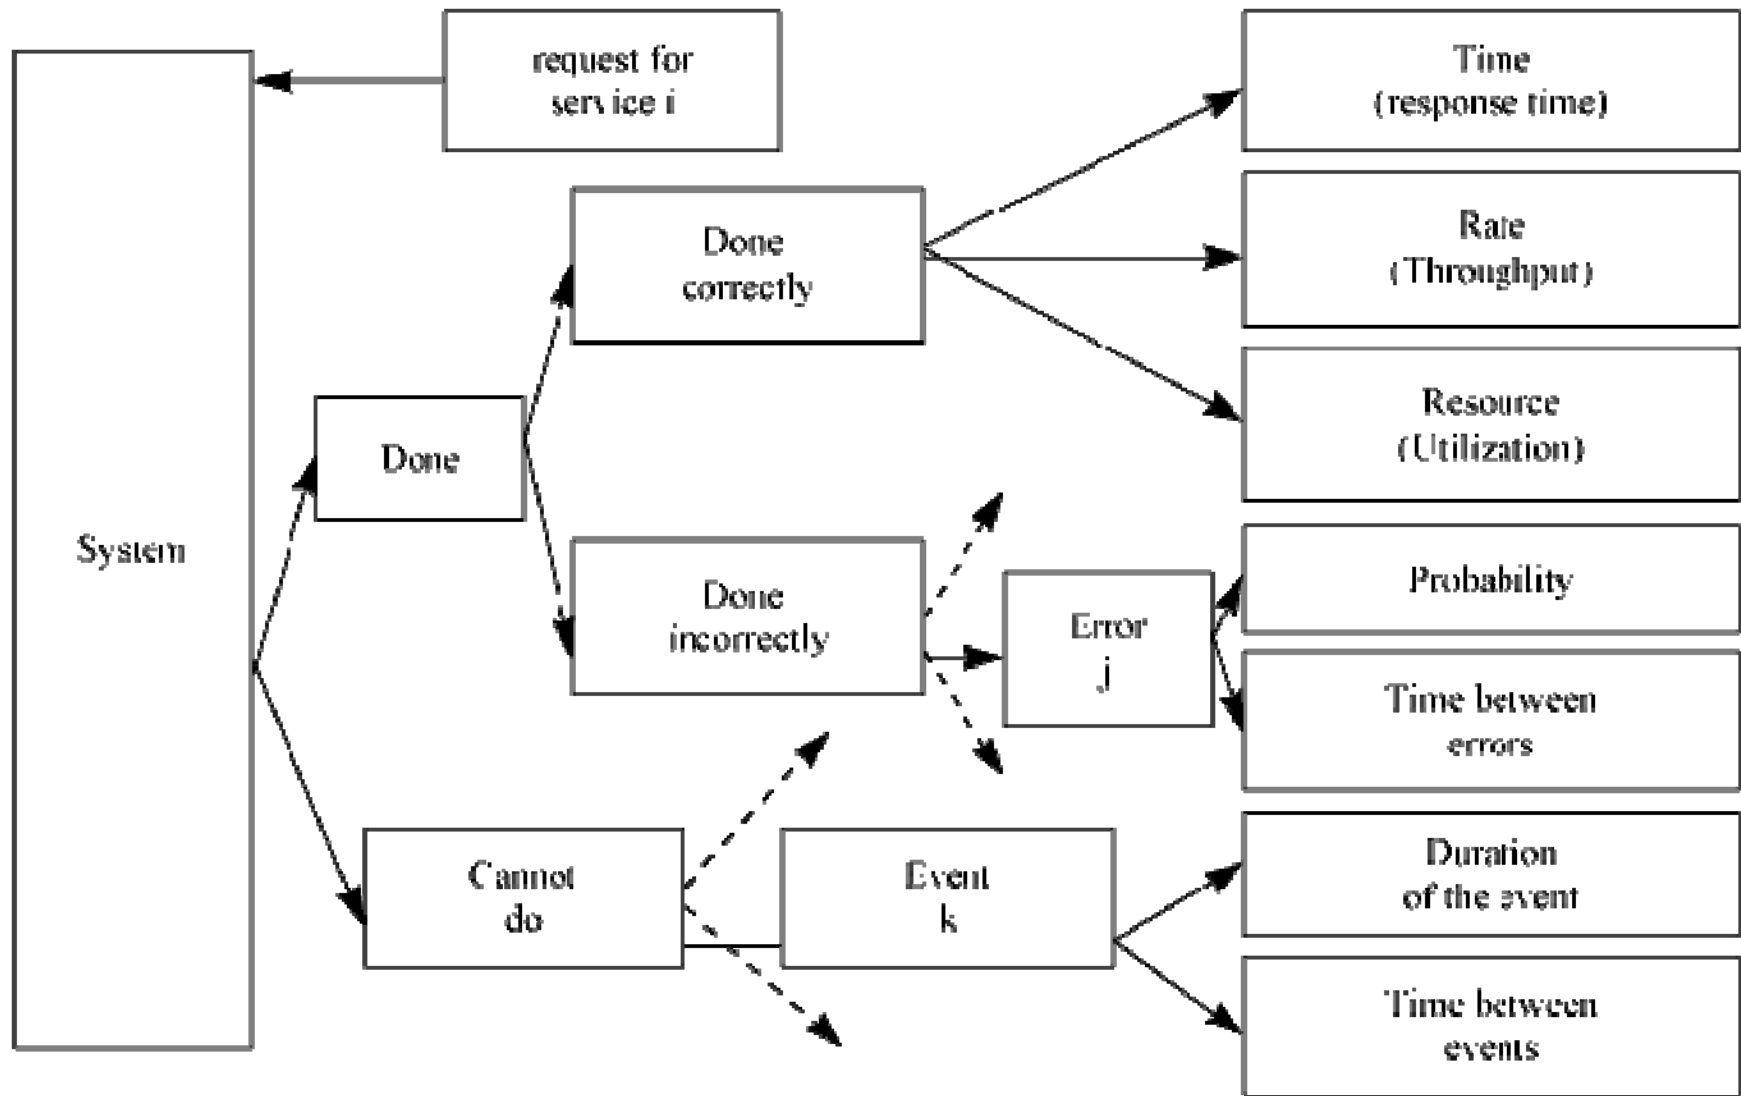 request for
service i
Time
(response time)
Done
correctly
Rate
(Throughput)
Resource
(Utilization)
Done
System
Done
incorrectly
Error
j
Probability
Time between
errors
Cannot
do
Event
k
Duration
of the event
Time between
events